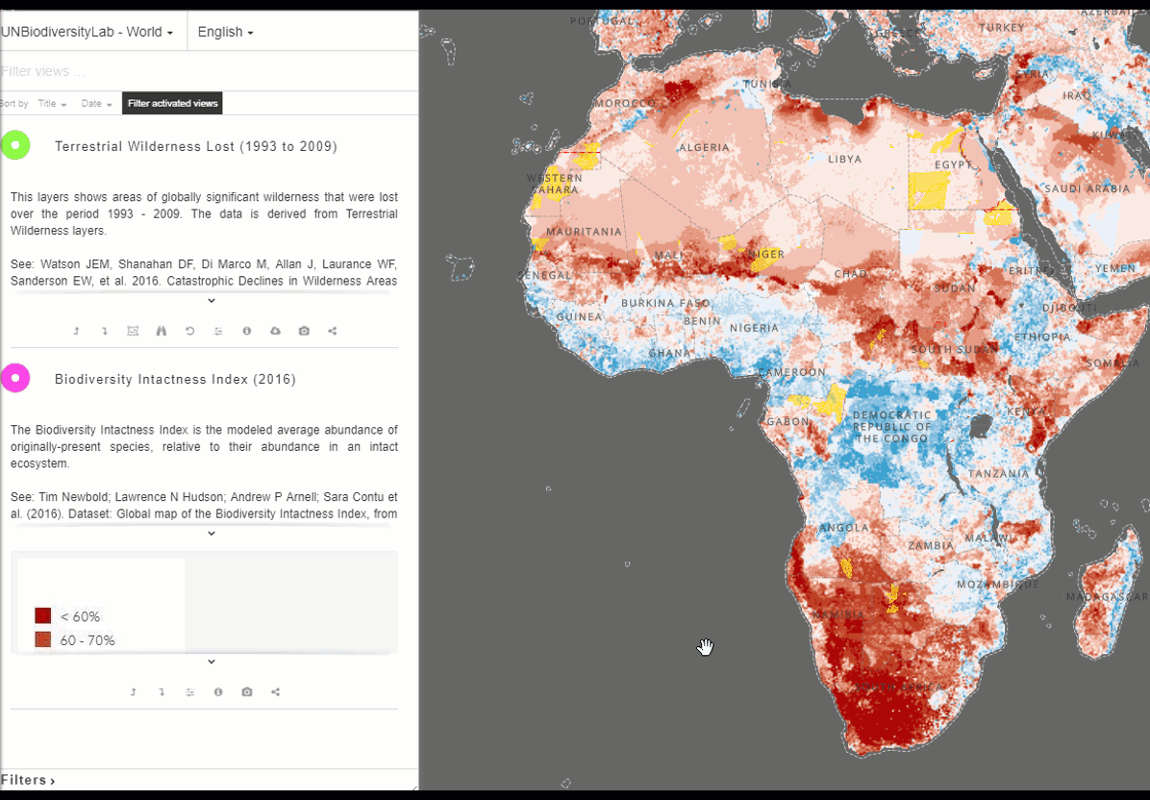 UNBiodiversityLab - World
English
Filter views ...
Sort by Title Date Filter activated views
Terrestrial Wilderness Lost (1993 to 2009)
This layers shows areas of globally significant wilderness that were lost
over the period 1993 - 2009. The data is derived from Terrestrial
Wilderness layers.
See: Watson JEM, Shanahan DF, Di Marco M, Allan J, Laurance WF,
Sanderson EW, et al. 2016. Catastrophic Declines in Wilderness Areas
Biodiversity Intactness Index (2016)
The Biodiversity Intactness Index is the modeled average abundance of
originally-present species, relative to their abundance in an intact
ecosystem.
See: Tim Newbold; Lawrence N Hudson; Andrew P Arnell; Sara Contu et
al. (2016). Dataset: Global map of the Biodiversity Intactness Index, from
< 60%
60 - 70%
Filters ›
PORTUGAL
GREECE
TURKEY
AZERBAI
TUNISIA
SYRIA
MOROCCO
IRAQ
ALGERIA
LIBYA
EGYPT
KUWAIT
WESTERN
SAHARA
SAUDI ARABIA
MAURITANIA
MALI
NIGER
CHAD
SUDAN
ERITREA
YEMEN
SENEGAL
BURKINA FASO
GUINEA
BENIN
NIGERIA
DJIBOUTI
ETHIOPIA
GHANA
SOUTH SUDAN
SOMALIA
CAMEROON
GABON
DEMOCRATIC
REPUBLIC OF
THE CONGO
KENYA
TANZANIA
ANGOLA
ZAMBIA
MALAWI
MOZAMBIQUE
MADAGASCAR
NAMIBIA